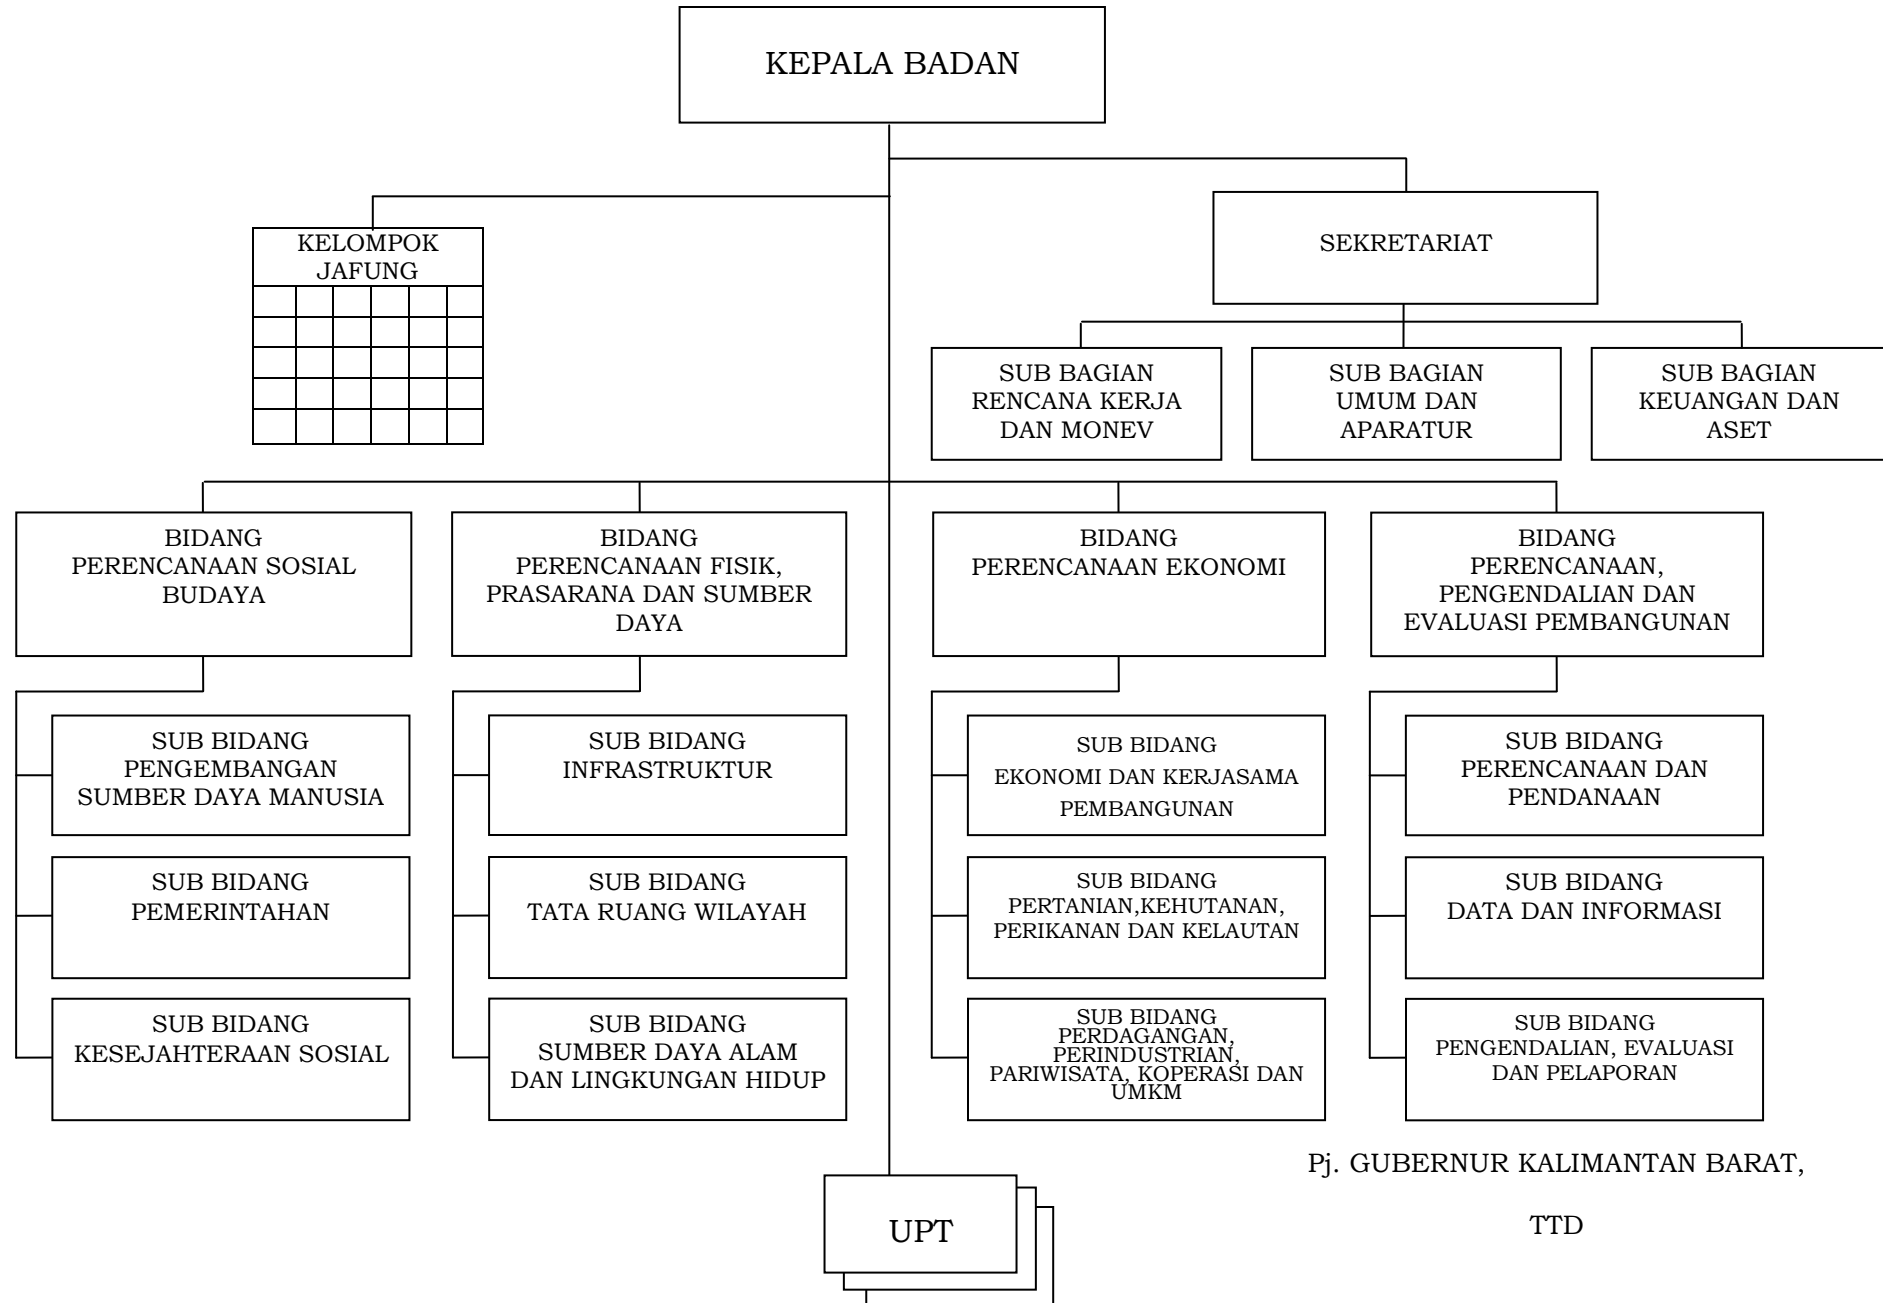 KEPALA BADAN
KELOMPOK
JAFUNG
SEKRETARIAT
SUB BAGIAN
RENCANA KERJA
DAN MONEV
SUB BAGIAN
UMUM DAN
APARATUR
SUB BAGIAN
KEUANGAN DAN
ASET
BIDANG
PERENCANAAN SOSIAL
BUDAYA
BIDANG
PERENCANAAN FISIK,
PRASARANA DAN SUMBER
DAYA
BIDANG
PERENCANAAN EKONOMI
BIDANG
PERENCANAAN,
PENGENDALIAN DAN
EVALUASI PEMBANGUNAN
SUB BIDANG
PENGEMBANGAN
SUMBER DAYA MANUSIA
SUB BIDANG
INFRASTRUKTUR
SUB BIDANG
EKONOMI DAN KERJASAMA
PEMBANGUNAN
SUB BIDANG
PERENCANAAN DAN
PENDANAAN
SUB BIDANG
PEMERINTAHAN
SUB BIDANG
TATA RUANG WILAYAH
SUB BIDANG
PERTANIAN,KEHUTANAN,
PERIKANAN DAN KELAUTAN
SUB BIDANG
DATA DAN INFORMASI
SUB BIDANG
KESEJAHTERAAN SOSIAL
SUB BIDANG
SUMBER DAYA ALAM
DAN LINGKUNGAN HIDUP
SUB BIDANG
PERDAGANGAN,
PERINDUSTRIAN,
PARIWISATA, KOPERASI DAN
UMKM
SUB BIDANG
PENGENDALIAN, EVALUASI
DAN PELAPORAN
Pj. GUBERNUR KALIMANTAN BARAT,
TTD
UPT